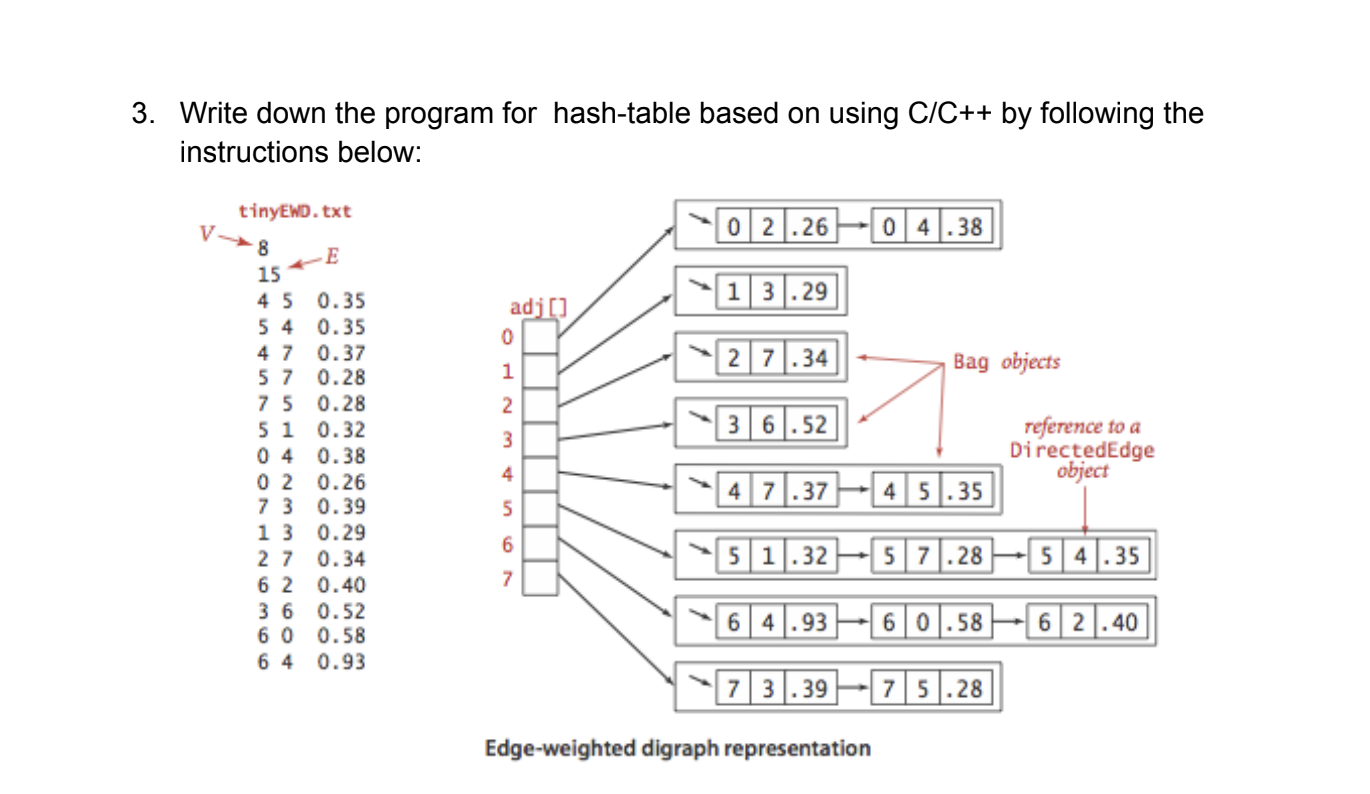 3. Write down the program for hash-table based on using C/C++ by following the
instructions below:
tinyEWD.txt
V
8
E
15
4 5 0.35
5 4 0.35
4 7 0.37
5 7 0.28
7 5 0.28
5 1 0.32
0 4 0.38
0 2 0.26
7 3 0.39
1 3 0.29
2 7 0.34
6 2 0.40
3 6 0.52
6 0 0.58
6 4 0.93
adj[]
0
1
2
3
4
5
6
7
0 2 .26 0 4 .38
1 3 .29
2 7 .34
3 6 .52
4 7 .37 4 5 .35
5 1 .32 5 7 .28 5 4 .35
6 4 .93 6 0 .58 6 2 .40
7 3 .39 7 5 .28
Bag objects
reference to a
DirectedEdge
object
Edge-weighted digraph representation